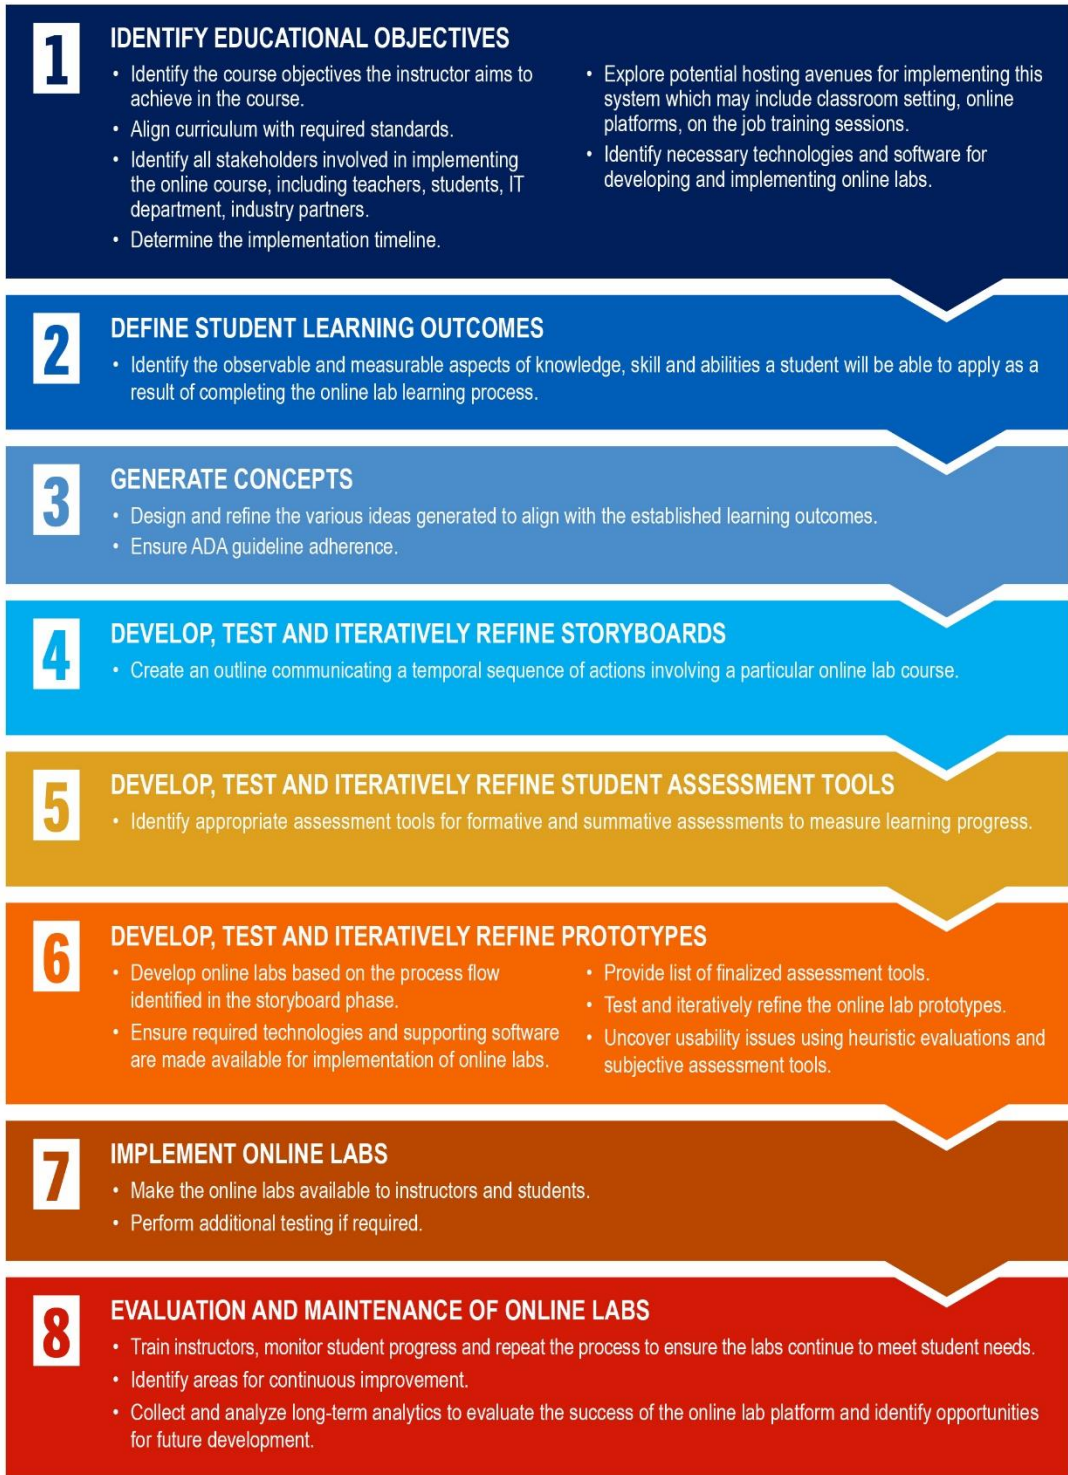 1
IDENTIFY EDUCATIONAL OBJECTIVES
• Identify the course objectives the instructor aims to
achieve in the course.
• Align curriculum with required standards.
• Identify all stakeholders involved in implementing
the online course, including teachers, students, IT
department, industry partners.
• Determine the implementation timeline.
• Explore potential hosting avenues for implementing this
system which may include classroom setting, online
platforms, on the job training sessions.
• Identify necessary technologies and software for
developing and implementing online labs.
2
DEFINE STUDENT LEARNING OUTCOMES
• Identify the observable and measurable aspects of knowledge, skill and abilities a student will be able to apply as a
result of completing the online lab learning process.
3
GENERATE CONCEPTS
• Design and refine the various ideas generated to align with the established learning outcomes.
• Ensure ADA guideline adherence.
4
DEVELOP, TEST AND ITERATIVELY REFINE STORYBOARDS
• Create an outline communicating a temporal sequence of actions involving a particular online lab course.
5
DEVELOP, TEST AND ITERATIVELY REFINE STUDENT ASSESSMENT TOOLS
• Identify appropriate assessment tools for formative and summative assessments to measure learning progress.
6
DEVELOP, TEST AND ITERATIVELY REFINE PROTOTYPES
• Develop online labs based on the process flow
identified in the storyboard phase.
• Ensure required technologies and supporting software
are made available for implementation of online labs.
• Provide list of finalized assessment tools.
• Test and iteratively refine the online lab prototypes.
• Uncover usability issues using heuristic evaluations and
subjective assessment tools.
7
IMPLEMENT ONLINE LABS
• Make the online labs available to instructors and students.
• Perform additional testing if required.
8
EVALUATION AND MAINTENANCE OF ONLINE LABS
• Train instructors, monitor student progress and repeat the process to ensure the labs continue to meet student needs.
• Identify areas for continuous improvement.
• Collect and analyze long-term analytics to evaluate the success of the online lab platform and identify opportunities
for future development.